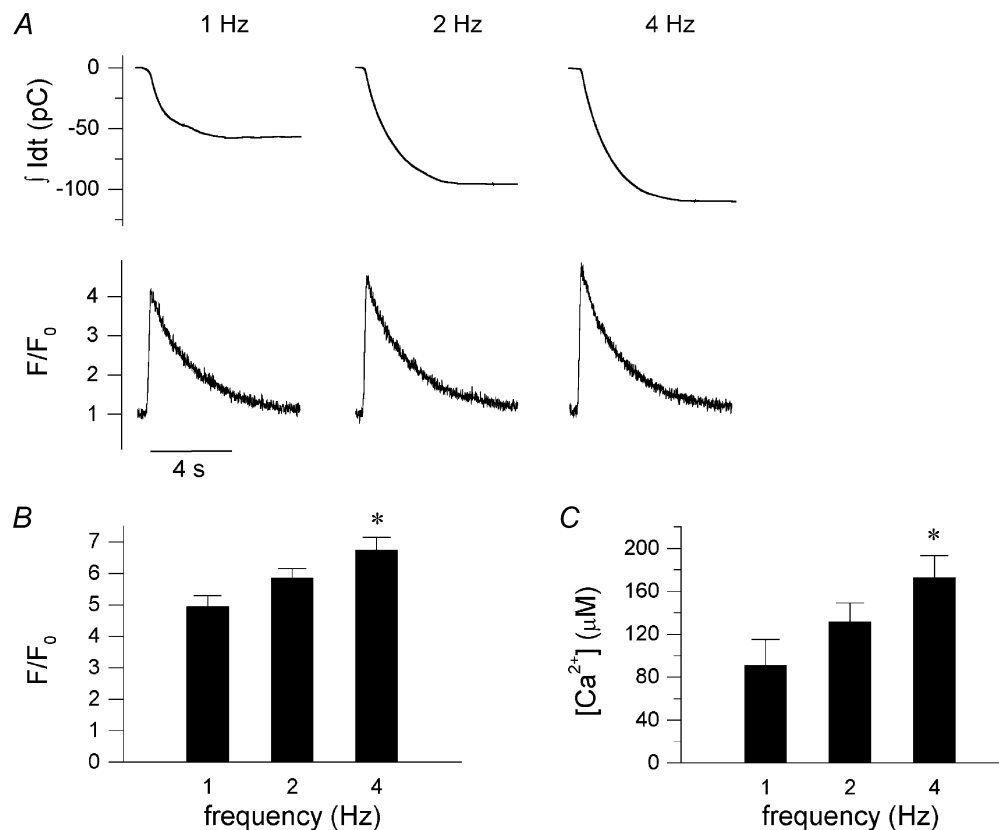 A
1 Hz
2 Hz
4 Hz
∫ Idt (pC)
0
-50
-100
F/F0
4
3
2
1
4 s
B
F/F0
7
6
5
4
3
2
1
0
*
1
2
4
frequency (Hz)
C
[Ca2+] (μM)
200
160
120
80
40
0
*
1
2
4
frequency (Hz)